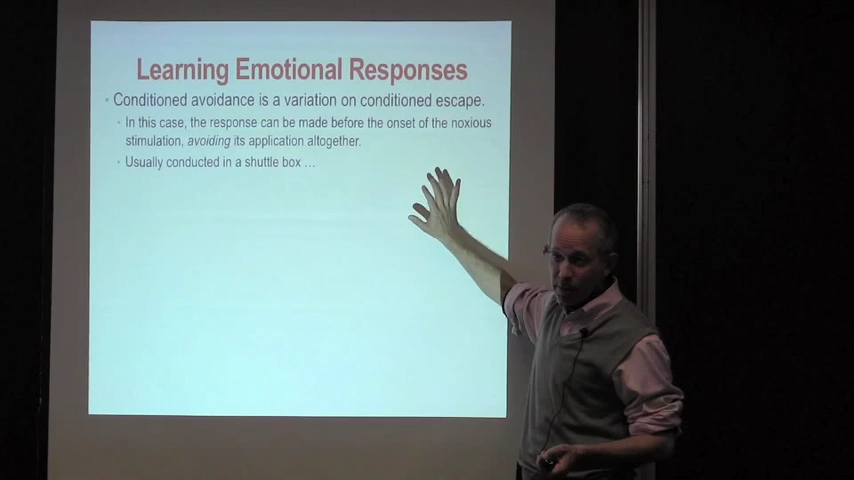 Learning Emotional Responses
• Conditioned avoidance is a variation on conditioned escape.
• In this case, the response can be made before the onset of the noxious
stimulation, avoiding its application altogether.
• Usually conducted in a shuttle box …